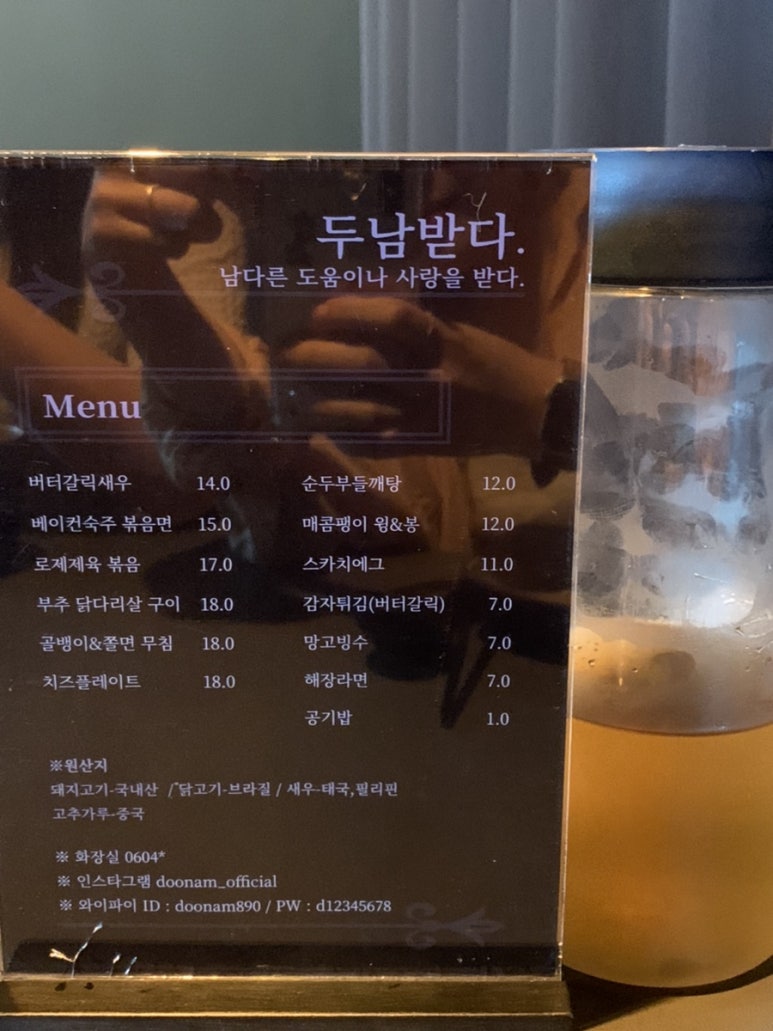 두남받다.
남다른 도움이나 사랑을 받다.
Menu
버터갈릭새우 14.0
베이컨숙주 볶음면 15.0
로제제육 볶음 17.0
부추 닭다리살 구이 18.0
골뱅이&쫄면 무침 18.0
치즈플레이트 18.0
순두부들깨탕 12.0
매콤팽이 윙&봉 12.0
스카치에그 11.0
감자튀김(버터갈릭) 7.0
망고빙수 7.0
해장라면 7.0
공기밥 1.0
※원산지
돼지고기-국내산 / 닭고기-브라질 / 새우-태국,필리핀
고추가루-중국
※ 화장실 0604*
※ 인스타그램 doonam_official
※ 와이파이 ID : doonam890 / PW : d12345678